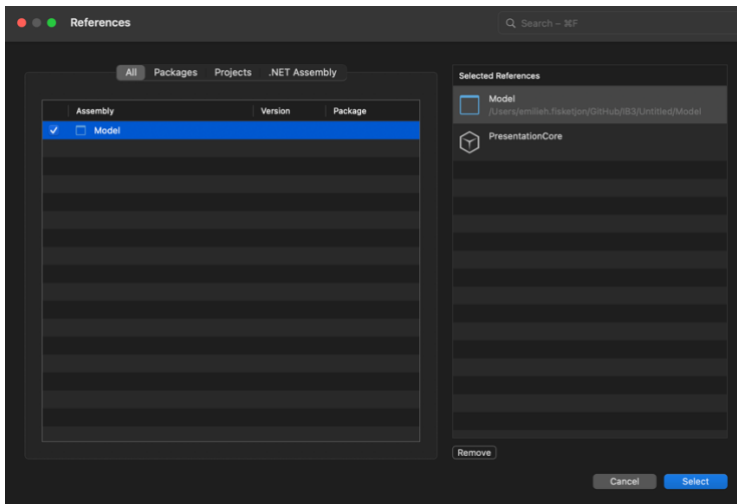 References
Search – ⌘F
All Packages Projects .NET Assembly
Assembly Version Package
Model
Selected References
Model
/Users/emilieh.fisketjon/GitHub/IB3/Untitled/Model
PresentationCore
Remove
Cancel Select